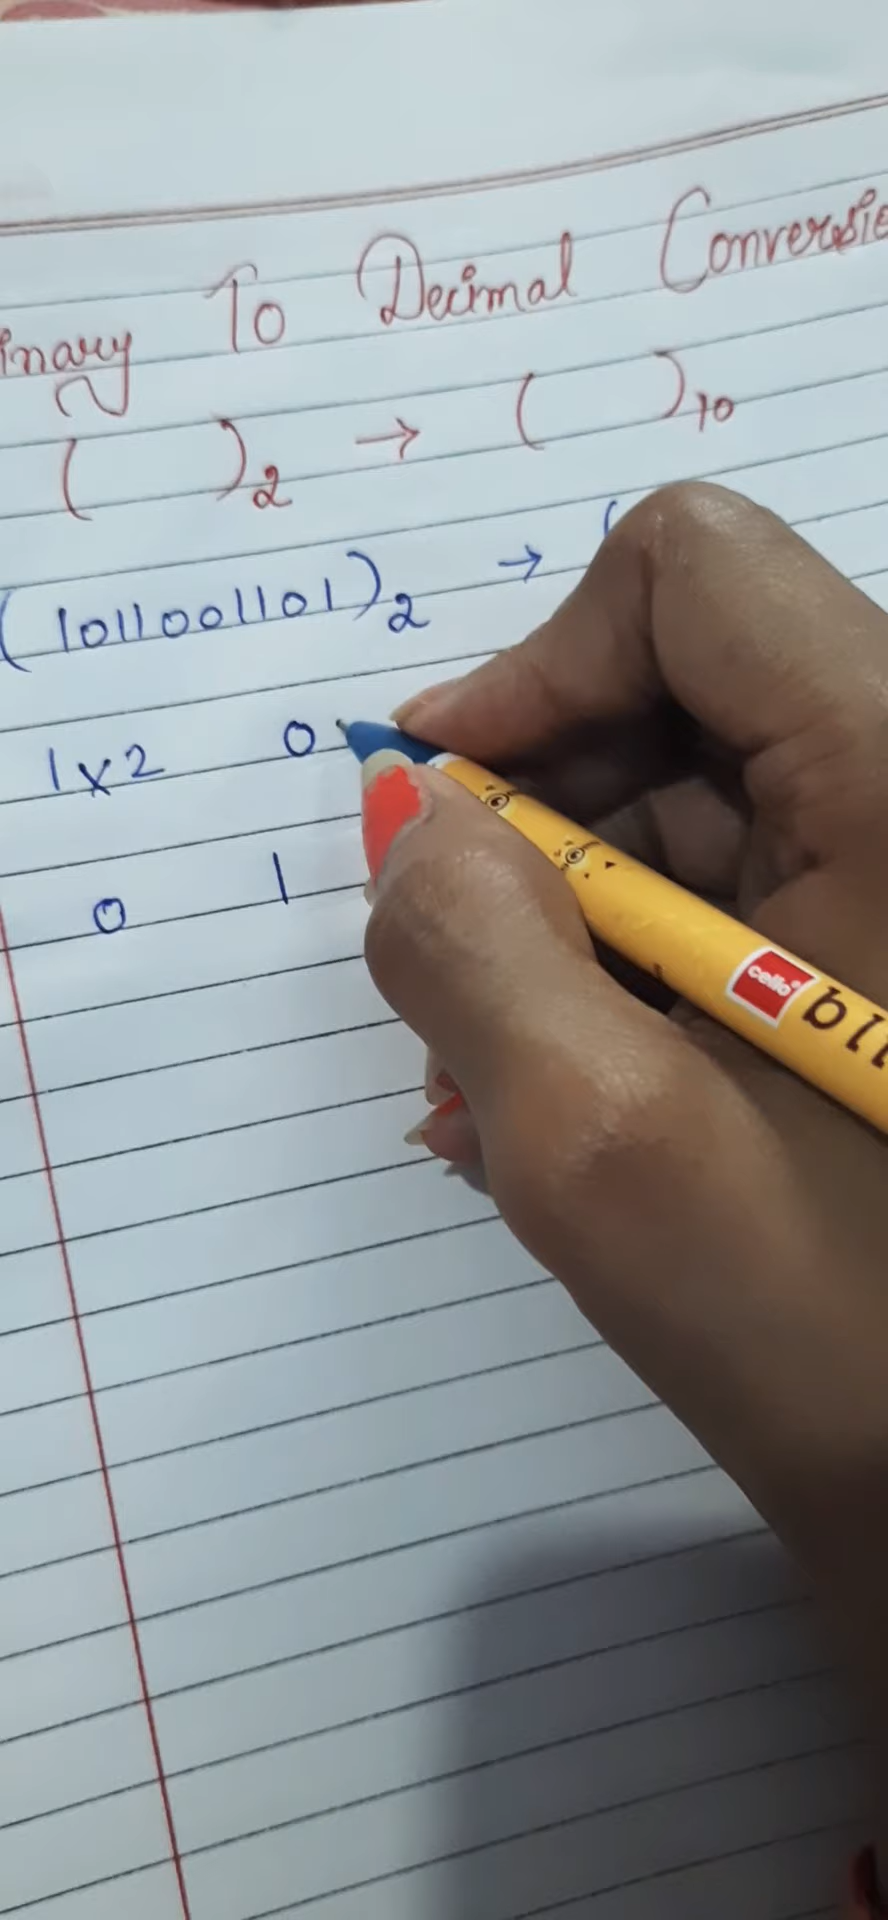 inary To Decimal Conversio
( )₂ → ( )₁₀
(1011001101)₂ → (
1x2 0
0 1
cello